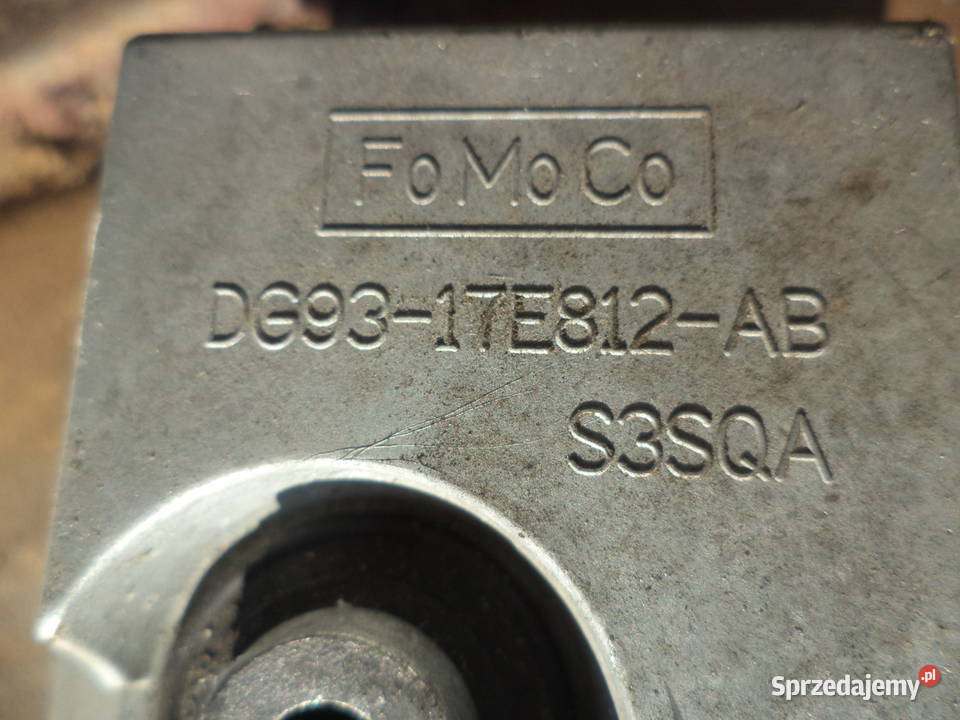 FoMoCo
DG93-17E812-AB
S3SQA
Sprzedajemy.pl